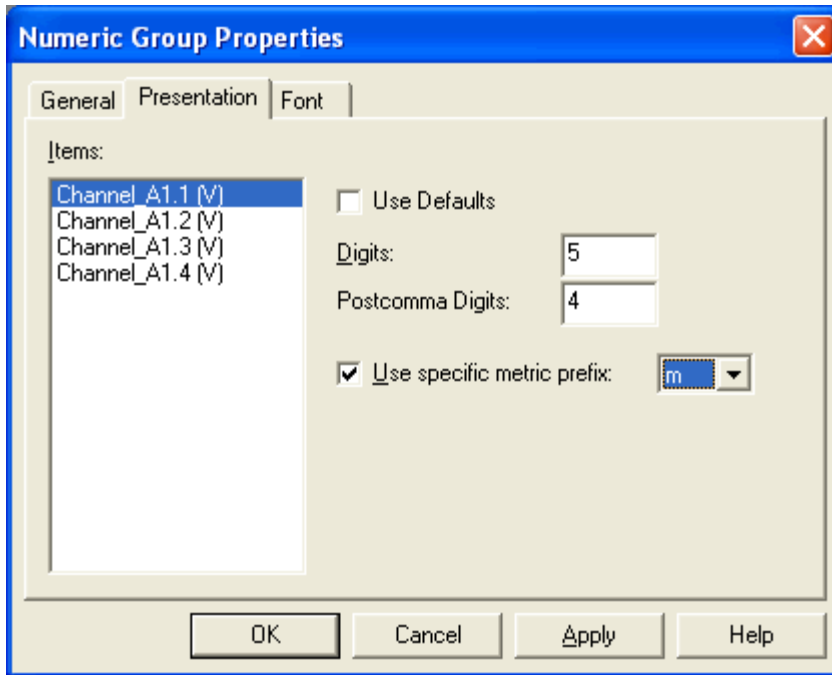 Numeric Group Properties
General Presentation Font
Items:
Channel_A1.1 (V)
Channel_A1.2 (V)
Channel_A1.3 (V)
Channel_A1.4 (V)
Use Defaults
Digits: 5
Postcomma Digits: 4
Use specific metric prefix: m
OK Cancel Apply Help